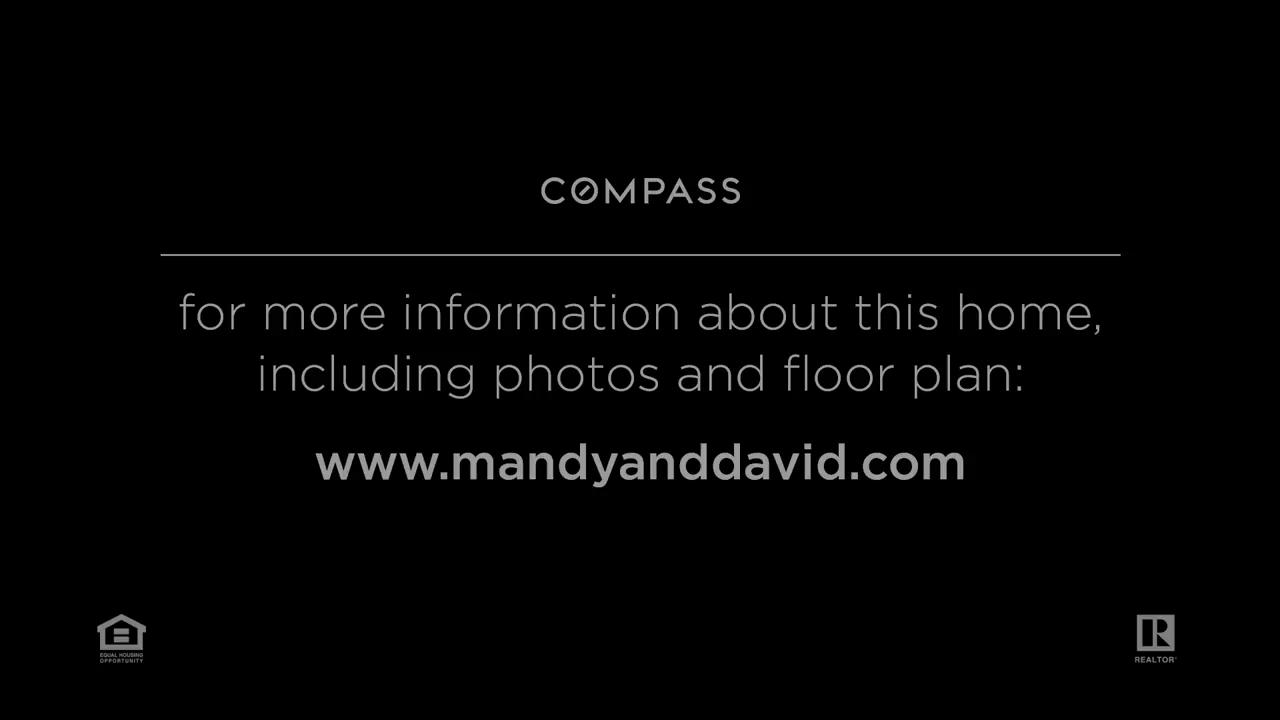 COMPASS
for more information about this home,
including photos and floor plan:
www.mandyanddavid.com
EQUAL HOUSING
OPPORTUNITY
REALTOR®